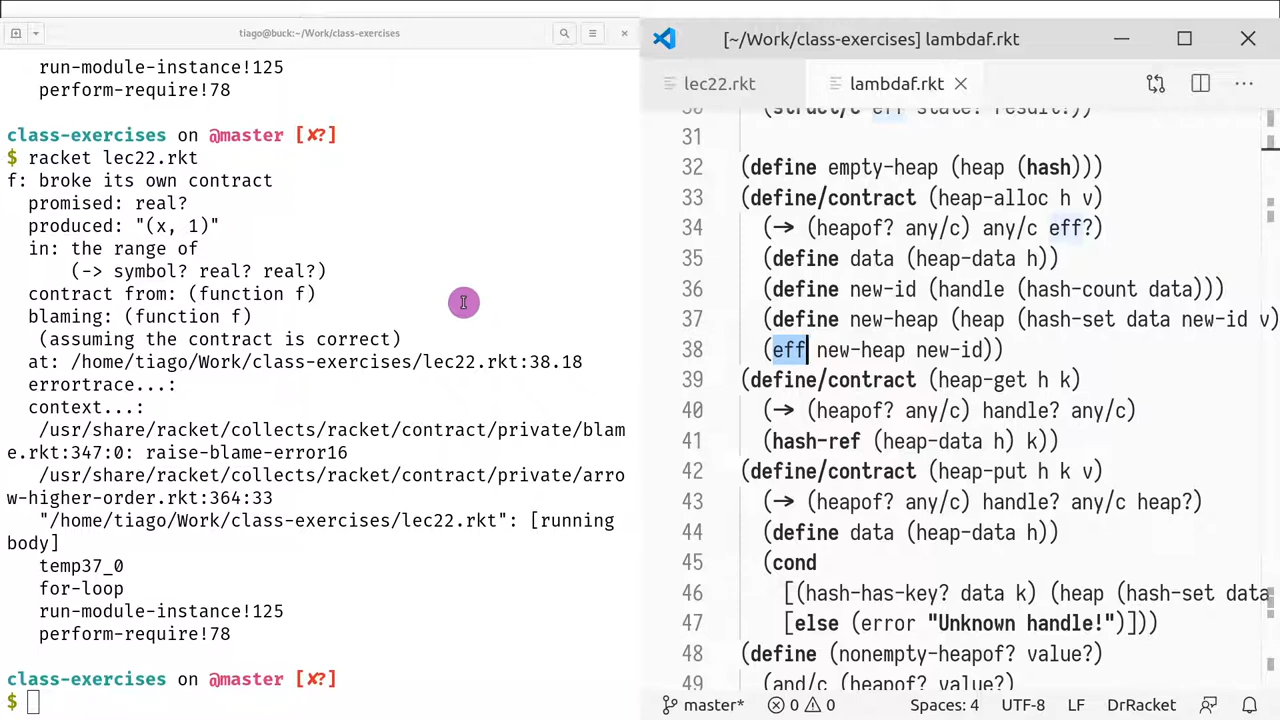 tiago@buck:~/Work/class-exercises
run-module-instance!125
perform-require!78
class-exercises on @master [✘?]
$ racket lec22.rkt
f: broke its own contract
promised: real?
produced: "(x, 1)"
in: the range of
(-> symbol? real? real?)
contract from: (function f)
blaming: (function f)
(assuming the contract is correct)
at: /home/tiago/Work/class-exercises/lec22.rkt:38.18
errortrace...:
context...:
/usr/share/racket/collects/racket/contract/private/blam
e.rkt:347:0: raise-blame-error16
/usr/share/racket/collects/racket/contract/private/arro
w-higher-order.rkt:364:33
"/home/tiago/Work/class-exercises/lec22.rkt": [running
body]
temp37_0
for-loop
run-module-instance!125
perform-require!78
class-exercises on @master [✘?]
$
[~/Work/class-exercises] lambdaf.rkt
lec22.rkt lambdaf.rkt
30 (struct/c eff state? result?))
31
32 (define empty-heap (heap (hash)))
33 (define/contract (heap-alloc h v)
34 (→ (heapof? any/c) any/c eff?)
35 (define data (heap-data h))
36 (define new-id (handle (hash-count data)))
37 (define new-heap (heap (hash-set data new-id v)
38 (eff new-heap new-id))
39 (define/contract (heap-get h k)
40 (→ (heapof? any/c) handle? any/c)
41 (hash-ref (heap-data h) k))
42 (define/contract (heap-put h k v)
43 (→ (heapof? any/c) handle? any/c heap?)
44 (define data (heap-data h))
45 (cond
46 [(hash-has-key? data k) (heap (hash-set data
47 [else (error "Unknown handle!")]))
48 (define (nonempty-heapof? value?)
49 (and/c (heapof? value?)
master* 0 0 Spaces: 4 UTF-8 LF DrRacket